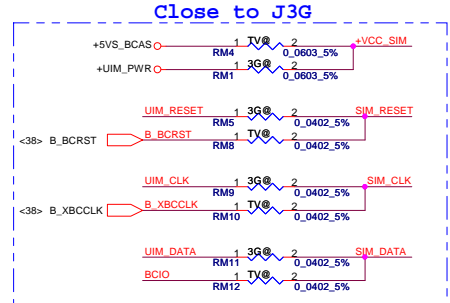 Close to J3G
+5VS_BCAS 1 TV@ 2 +VCC_SIM
RM4 0_0603_5%
+UIM_PWR 1 3G@ 2
RM1 0_0603_5%
UIM_RESET 1 3G@ 2 SIM_RESET
RM5 0_0402_5%
<38> B_BCRST B_BCRST 1 TV@ 2
RM8 0_0402_5%
UIM_CLK 1 3G@ 2 SIM_CLK
RM9 0_0402_5%
<38> B_XBCCLK B_XBCCLK 1 TV@ 2
RM10 0_0402_5%
UIM_DATA 1 3G@ 2 SIM_DATA
RM11 0_0402_5%
BCIO 1 TV@ 2
RM12 0_0402_5%